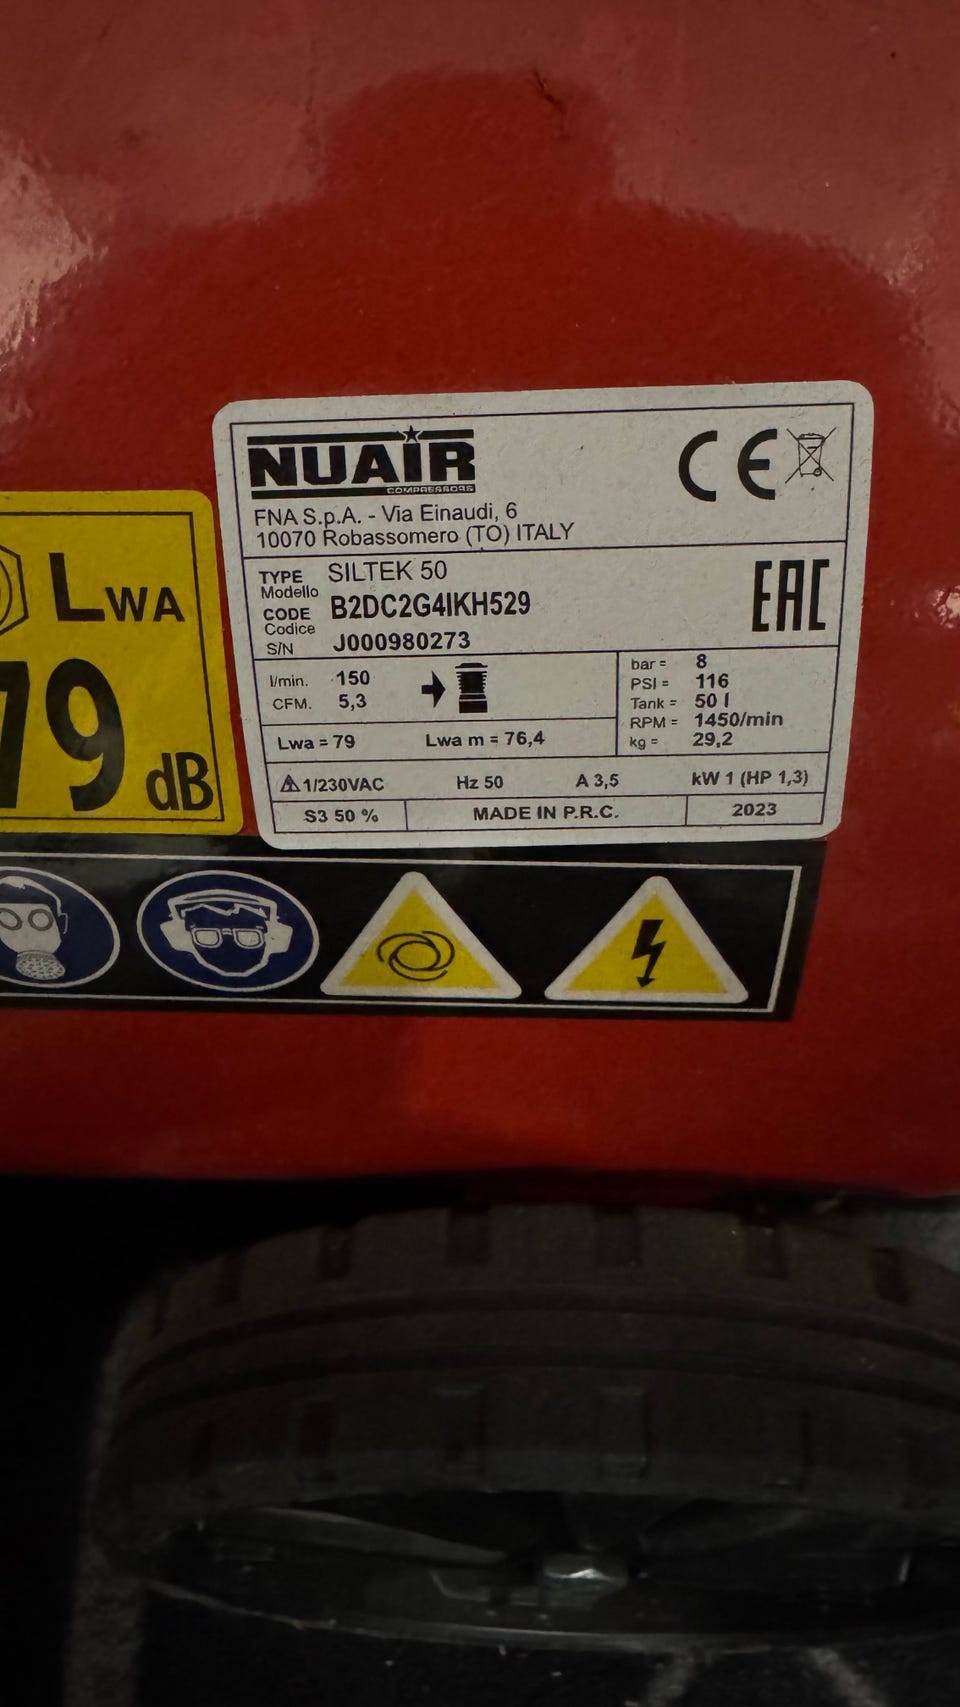 NUAIR
COMPRESSORS
CE
FNA S.p.A. - Via Einaudi, 6
10070 Robassomero (TO) ITALY
TYPE SILTEK 50
Modello
CODE B2DC2G4IKH529
Codice
S/N J000980273
EAC
l/min. 150
CFM. 5,3
bar = 8
PSI = 116
Tank = 50 l
RPM = 1450/min
kg = 29,2
Lwa = 79 Lwa m = 76,4
1/230VAC Hz 50 A 3,5 kW 1 (HP 1,3)
S3 50 % MADE IN P.R.C. 2023
LWA
79
dB